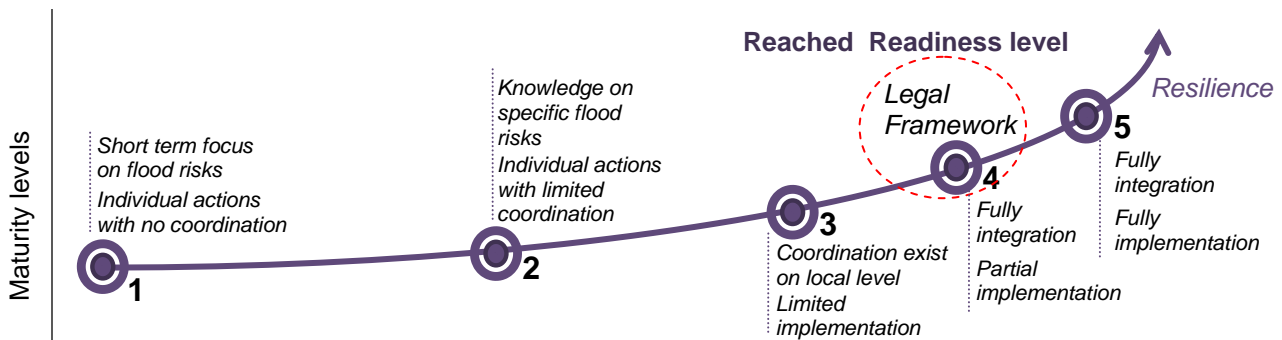 Maturity levels
Short term focus
on flood risks
Individual actions
with no coordination
1
Knowledge on
specific flood
risks
Individual actions
with limited
coordination
2
Reached Readiness level
Legal
Framework
3
Coordination exist
on local level
Limited
implementation
4
Fully
integration
Partial
implementation
5
Fully
integration
Fully
implementation
Resilience